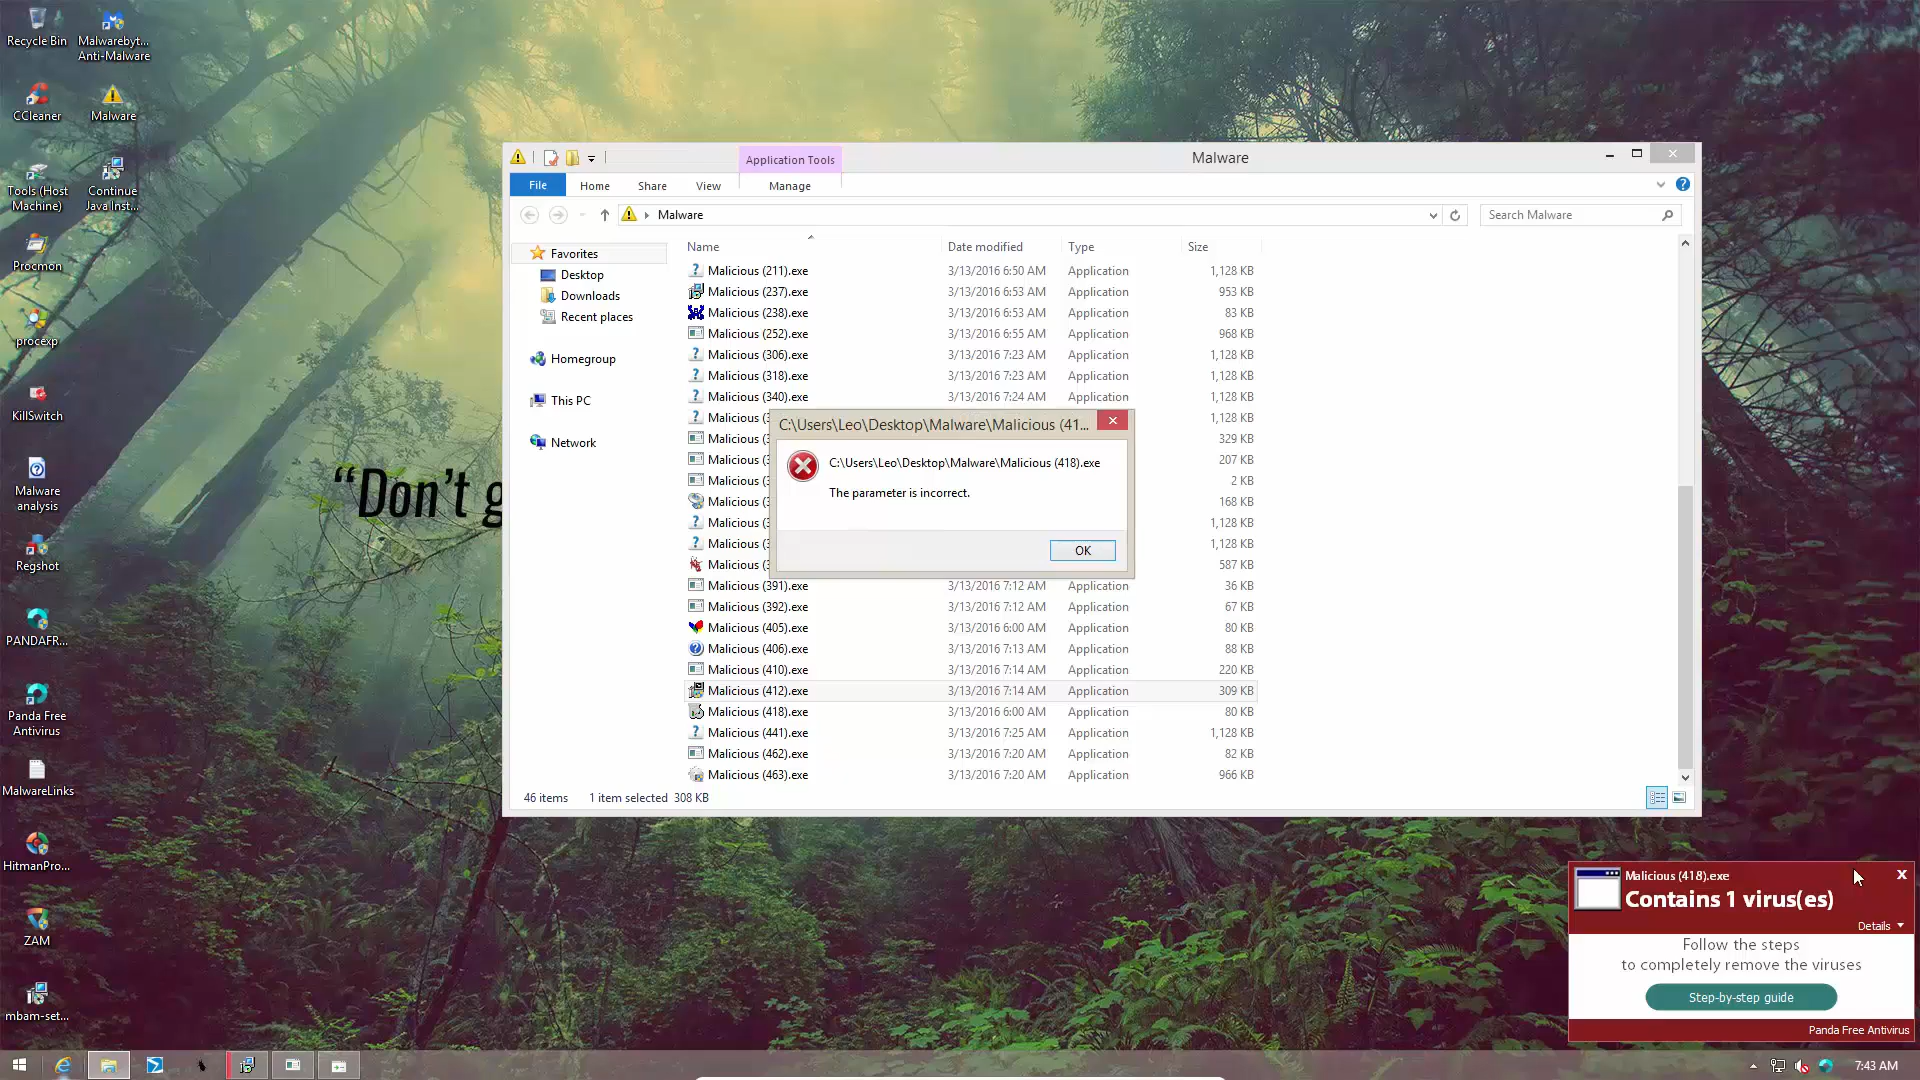 Recycle Bin
Malwarebyt...
Anti-Malware
CCleaner
Malware
Tools (Host
Machine)
Continue
Java Inst...
Procmon
procexp
KillSwitch
Malware
analysis
Regshot
PANDAFR...
Panda Free
Antivirus
MalwareLinks
HitmanPro...
ZAM
mbam-set...
“Don’t g
Application Tools
Malware
File
Home
Share
View
Manage
Malware
Search Malware
Favorites
Desktop
Downloads
Recent places
Homegroup
This PC
Network
Name Date modified Type Size
Malicious (211).exe 3/13/2016 6:50 AM Application 1,128 KB
Malicious (237).exe 3/13/2016 6:53 AM Application 953 KB
Malicious (238).exe 3/13/2016 6:53 AM Application 83 KB
Malicious (252).exe 3/13/2016 6:55 AM Application 968 KB
Malicious (306).exe 3/13/2016 7:23 AM Application 1,128 KB
Malicious (318).exe 3/13/2016 7:23 AM Application 1,128 KB
Malicious (340).exe 3/13/2016 7:24 AM Application 1,128 KB
Malicious (3 1,128 KB
Malicious (3 329 KB
Malicious (3 207 KB
Malicious (3 2 KB
Malicious (3 168 KB
Malicious (3 1,128 KB
Malicious (3 1,128 KB
Malicious (3 587 KB
Malicious (391).exe 3/13/2016 7:12 AM Application 36 KB
Malicious (392).exe 3/13/2016 7:12 AM Application 67 KB
Malicious (405).exe 3/13/2016 6:00 AM Application 80 KB
Malicious (406).exe 3/13/2016 7:13 AM Application 88 KB
Malicious (410).exe 3/13/2016 7:14 AM Application 220 KB
Malicious (412).exe 3/13/2016 7:14 AM Application 309 KB
Malicious (418).exe 3/13/2016 6:00 AM Application 80 KB
Malicious (441).exe 3/13/2016 7:25 AM Application 1,128 KB
Malicious (462).exe 3/13/2016 7:20 AM Application 82 KB
Malicious (463).exe 3/13/2016 7:20 AM Application 966 KB
46 items 1 item selected 308 KB
C:\Users\Leo\Desktop\Malware\Malicious (41...
C:\Users\Leo\Desktop\Malware\Malicious (418).exe
The parameter is incorrect.
OK
Malicious (418).exe
Contains 1 virus(es)
Details
Follow the steps
to completely remove the viruses
Step-by-step guide
Panda Free Antivirus
7:43 AM